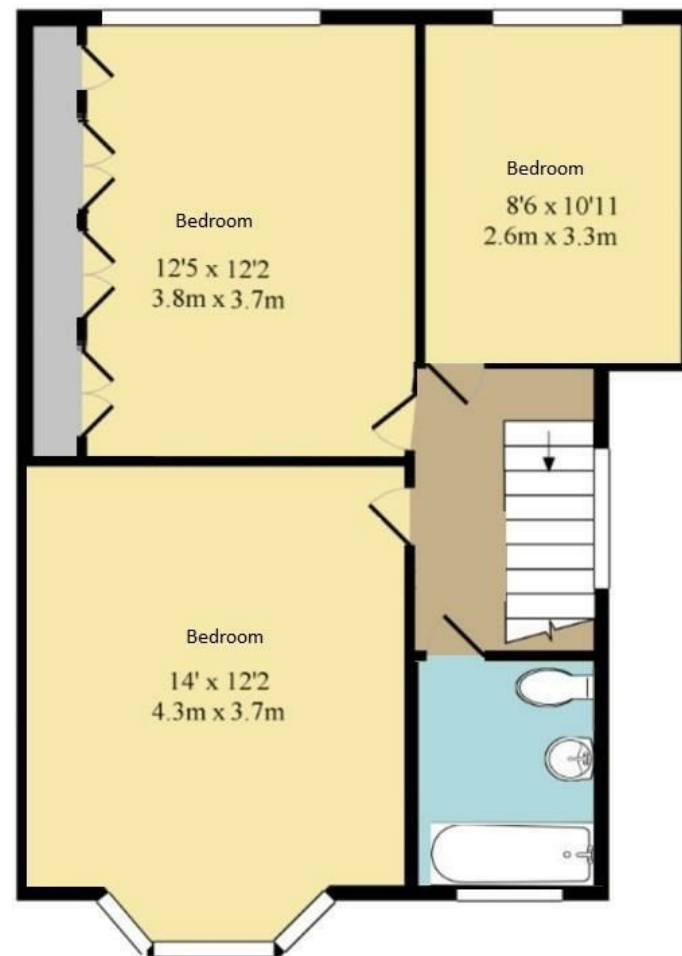 Bedroom
12'5 x 12'2
3.8m x 3.7m
Bedroom
8'6 x 10'11
2.6m x 3.3m
Bedroom
14' x 12'2
4.3m x 3.7m